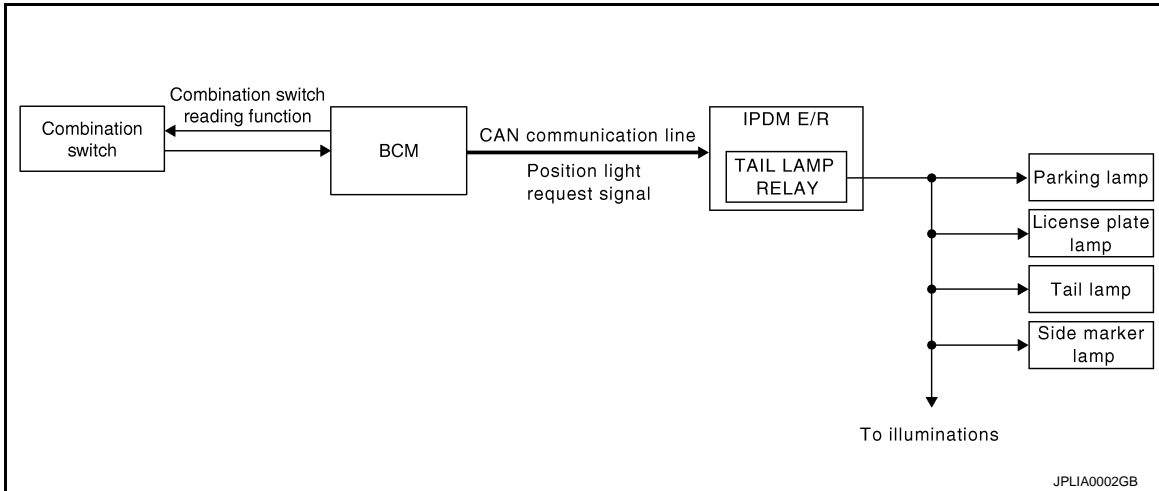 Combination switch
reading function
Combination
switch
BCM
CAN communication line
Position light
request signal
IPDM E/R
TAIL LAMP
RELAY
Parking lamp
License plate
lamp
Tail lamp
Side marker
lamp
To illuminations
JPLIA0002GB